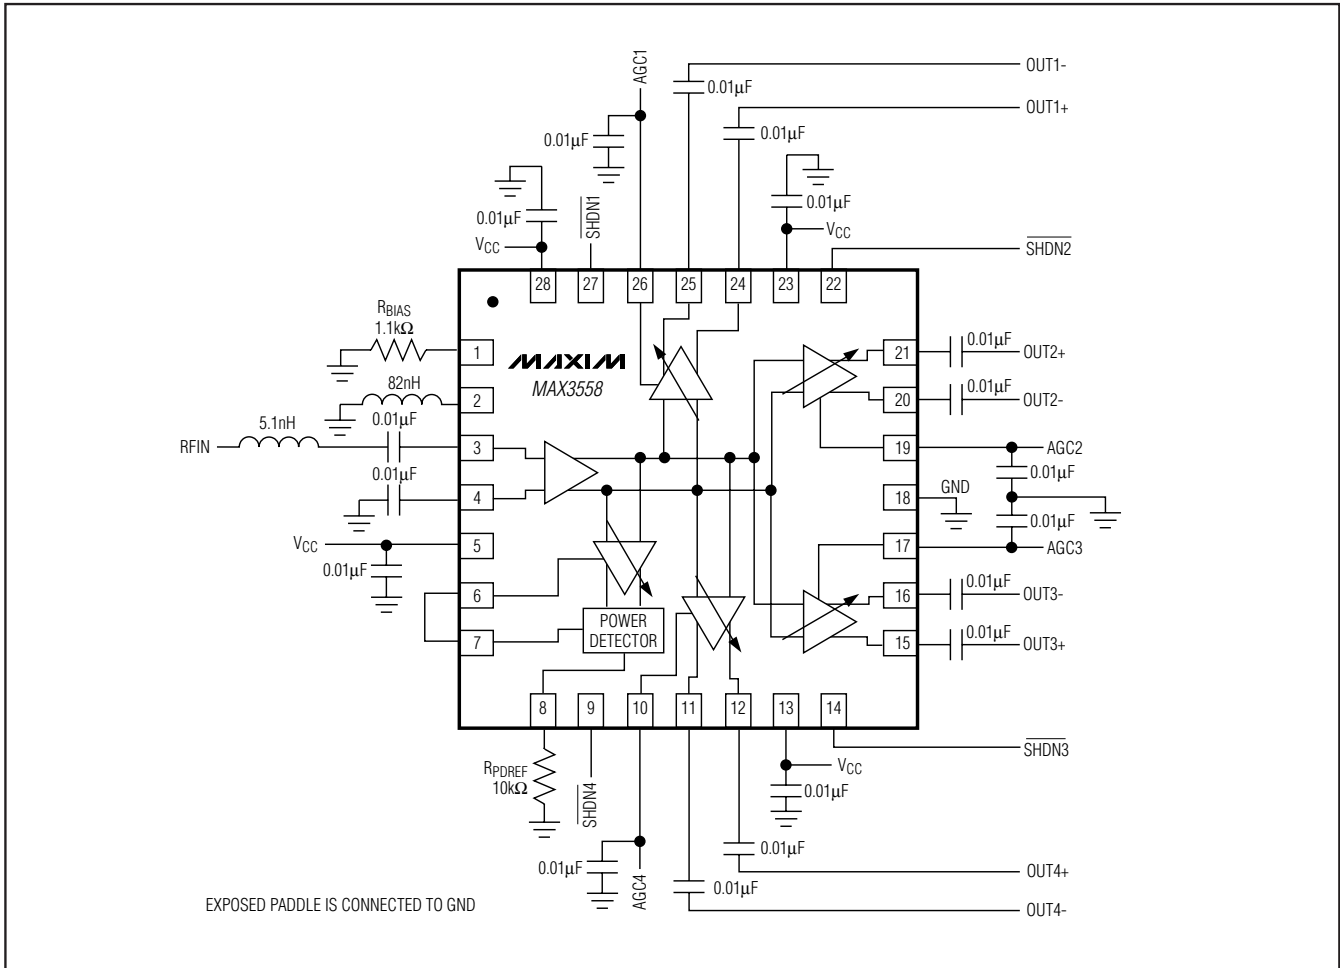 OUT1-
AGC1
0.01µF
OUT1+
0.01µF
0.01µF
0.01µF
SHDN1
0.01µF
VCC
VCC
SHDN2
28
27
26
25
24
23
22
RBIAS
1.1kΩ
1
MAXIM
MAX3558
21
0.01µF
OUT2+
82nH
2
20
0.01µF
OUT2-
5.1nH
0.01µF
RFIN
3
19
AGC2
0.01µF
0.01µF
4
GND
18
0.01µF
VCC
5
17
AGC3
0.01µF
6
16
0.01µF
OUT3-
POWER
DETECTOR
7
15
0.01µF
OUT3+
8
9
10
11
12
13
14
SHDN3
RPDREF
10kΩ
SHDN4
VCC
0.01µF
0.01µF
0.01µF
AGC4
OUT4+
0.01µF
OUT4-
EXPOSED PADDLE IS CONNECTED TO GND